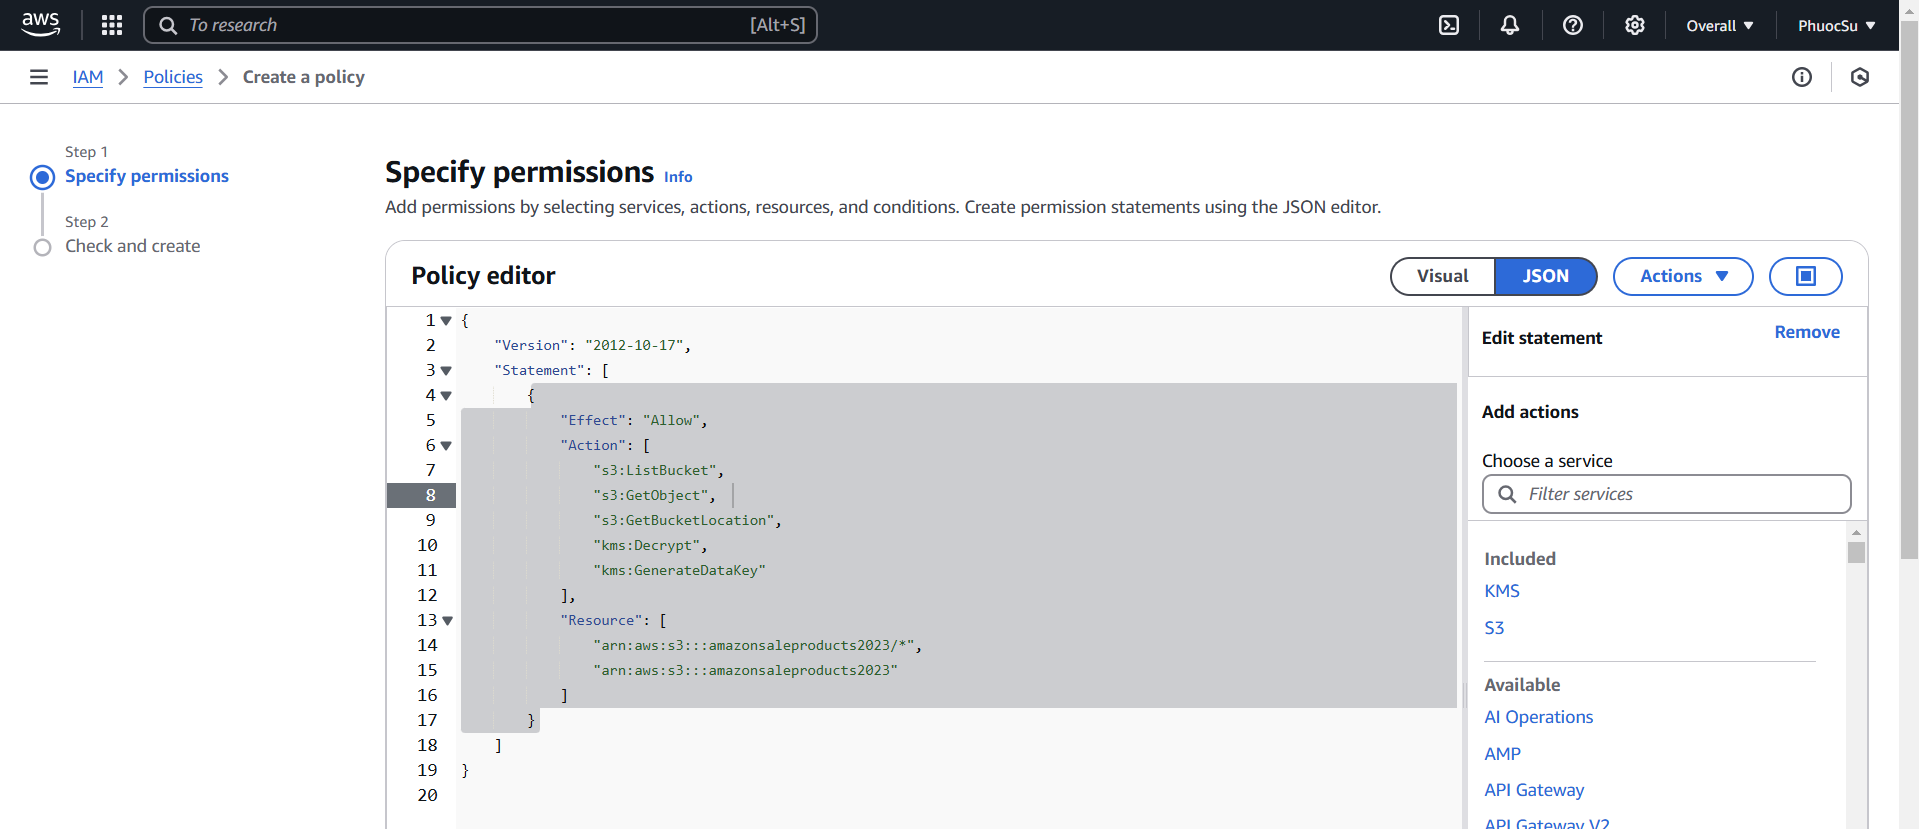 aws
To research [Alt+S]
Overall
PhuocSu
IAM > Policies > Create a policy
Step 1
Specify permissions
Step 2
Check and create
Specify permissions Info
Add permissions by selecting services, actions, resources, and conditions. Create permission statements using the JSON editor.
Policy editor
Visual JSON Actions
1 {
2 "Version": "2012-10-17",
3 "Statement": [
4 {
5 "Effect": "Allow",
6 "Action": [
7 "s3:ListBucket",
8 "s3:GetObject",
9 "s3:GetBucketLocation",
10 "kms:Decrypt",
11 "kms:GenerateDataKey"
12 ],
13 "Resource": [
14 "arn:aws:s3:::amazonsaleproducts2023/*",
15 "arn:aws:s3:::amazonsaleproducts2023"
16 ]
17 }
18 ]
19 }
20
Edit statement Remove
Add actions
Choose a service
Filter services
Included
KMS
S3
Available
AI Operations
AMP
API Gateway
API Gateway V2